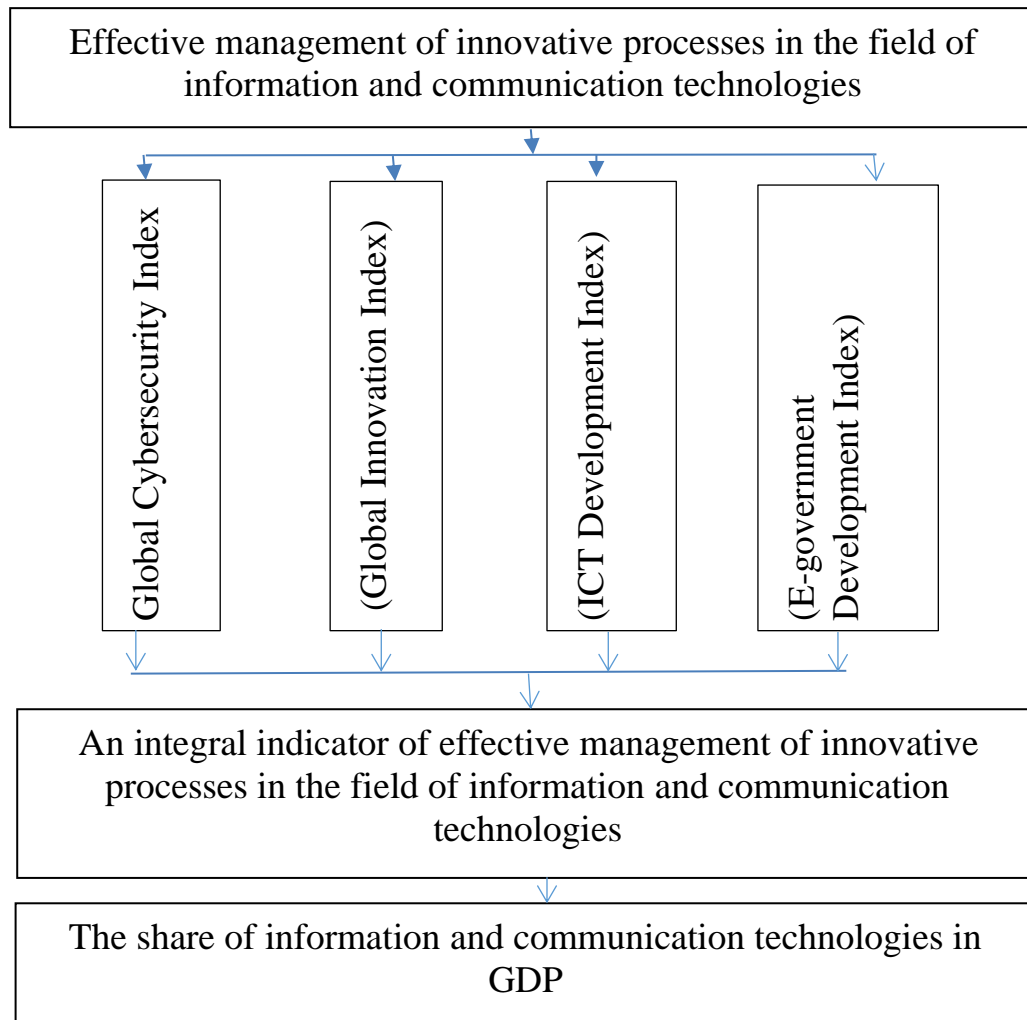 Effective management of innovative processes in the field of
information and communication technologies
Global Cybersecurity Index
(Global Innovation Index)
(ICT Development Index)
(E-government
Development Index)
An integral indicator of effective management of innovative
processes in the field of information and communication
technologies
The share of information and communication technologies in
GDP